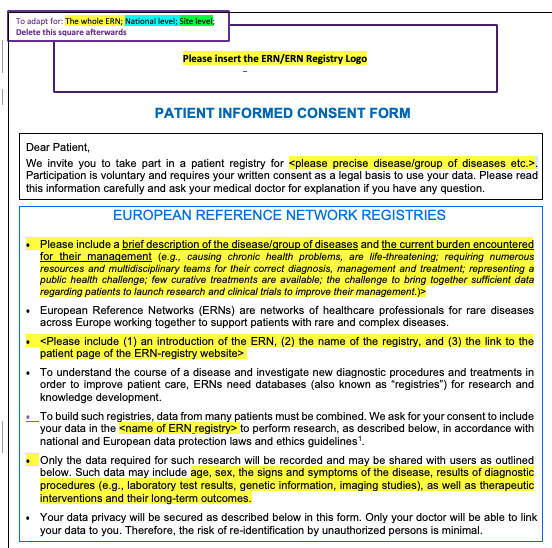 To adapt for: The whole ERN; National level; Site level;
Delete this square afterwards
Please insert the ERN/ERN Registry Logo
PATIENT INFORMED CONSENT FORM
Dear Patient,
We invite you to take part in a patient registry for <please precise disease/group of diseases etc.>.
Participation is voluntary and requires your written consent as a legal basis to use your data. Please read
this information carefully and ask your medical doctor for explanation if you have any question.
EUROPEAN REFERENCE NETWORK REGISTRIES
• Please include a brief description of the disease/group of diseases and the current burden encountered
for their management (e.g., causing chronic health problems, are life-threatening; requiring numerous
resources and multidisciplinary teams for their correct diagnosis, management and treatment; representing a
public health challenge; few curative treatments are available; the challenge to bring together sufficient data
regarding patients to launch research and clinical trials to improve their management.)>
• European Reference Networks (ERNs) are networks of healthcare professionals for rare diseases
across Europe working together to support patients with rare and complex diseases.
• <Please include (1) an introduction of the ERN, (2) the name of the registry, and (3) the link to the
patient page of the ERN-registry website>
• To understand the course of a disease and investigate new diagnostic procedures and treatments in
order to improve patient care, ERNs need databases (also known as “registries”) for research and
knowledge development.
• To build such registries, data from many patients must be combined. We ask for your consent to include
your data in the <name of ERN registry> to perform research, as described below, in accordance with
national and European data protection laws and ethics guidelines¹.
• Only the data required for such research will be recorded and may be shared with users as outlined
below. Such data may include age, sex, the signs and symptoms of the disease, results of diagnostic
procedures (e.g., laboratory test results, genetic information, imaging studies), as well as therapeutic
interventions and their long-term outcomes.
• Your data privacy will be secured as described below in this form. Only your doctor will be able to link
your data to you. Therefore, the risk of re-identification by unauthorized persons is minimal.